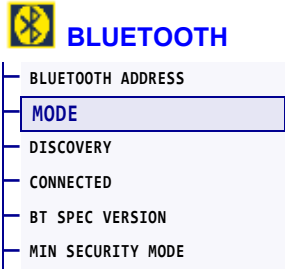 BLUETOOTH
BLUETOOTH ADDRESS
MODE
DISCOVERY
CONNECTED
BT SPEC VERSION
MIN SECURITY MODE